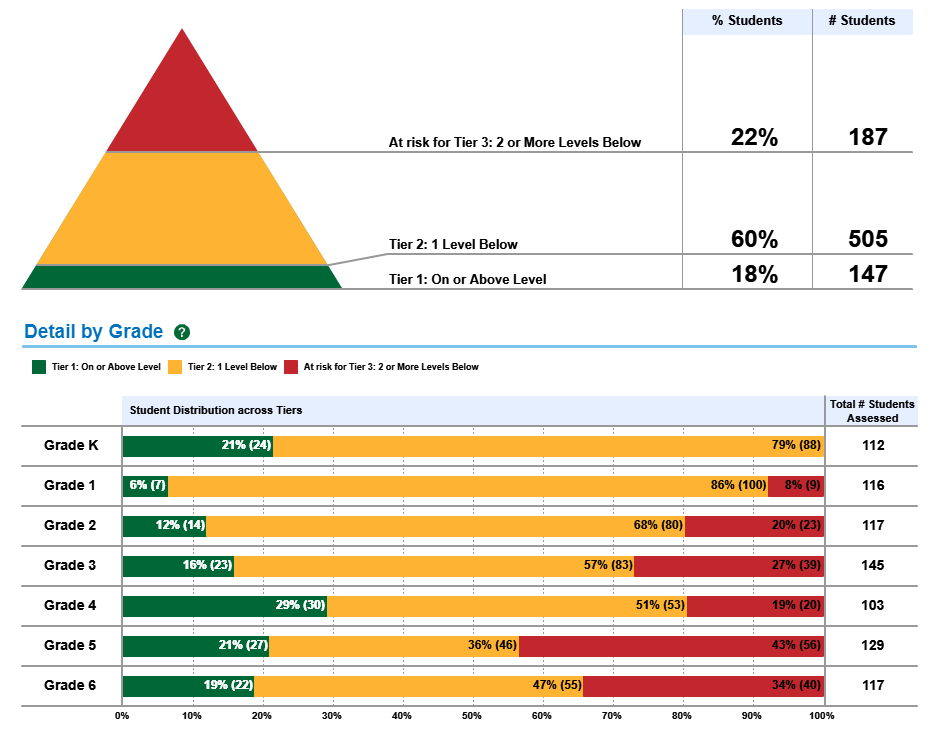 % Students # Students
At risk for Tier 3: 2 or More Levels Below 22% 187
Tier 2: 1 Level Below 60% 505
Tier 1: On or Above Level 18% 147
Detail by Grade ?
Tier 1: On or Above Level Tier 2: 1 Level Below At risk for Tier 3: 2 or More Levels Below
Student Distribution across Tiers Total # Students
Assessed
Grade K 21% (24) 79% (88) 112
Grade 1 6% (7) 86% (100) 8% (9) 116
Grade 2 12% (14) 68% (80) 20% (23) 117
Grade 3 16% (23) 57% (83) 27% (39) 145
Grade 4 29% (30) 51% (53) 19% (20) 103
Grade 5 21% (27) 36% (46) 43% (56) 129
Grade 6 19% (22) 47% (55) 34% (40) 117
0% 10% 20% 30% 40% 50% 60% 70% 80% 90% 100%